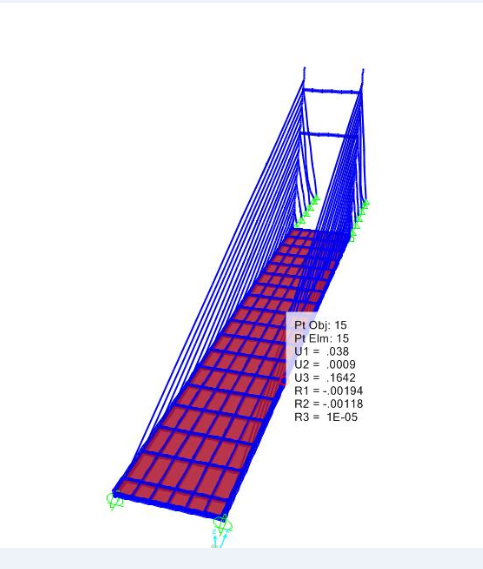 Pt Obj: 15
Pt Elm: 15
U1 = .038
U2 = .0009
U3 = .1642
R1 = -.00194
R2 = -.00118
R3 = 1E-05